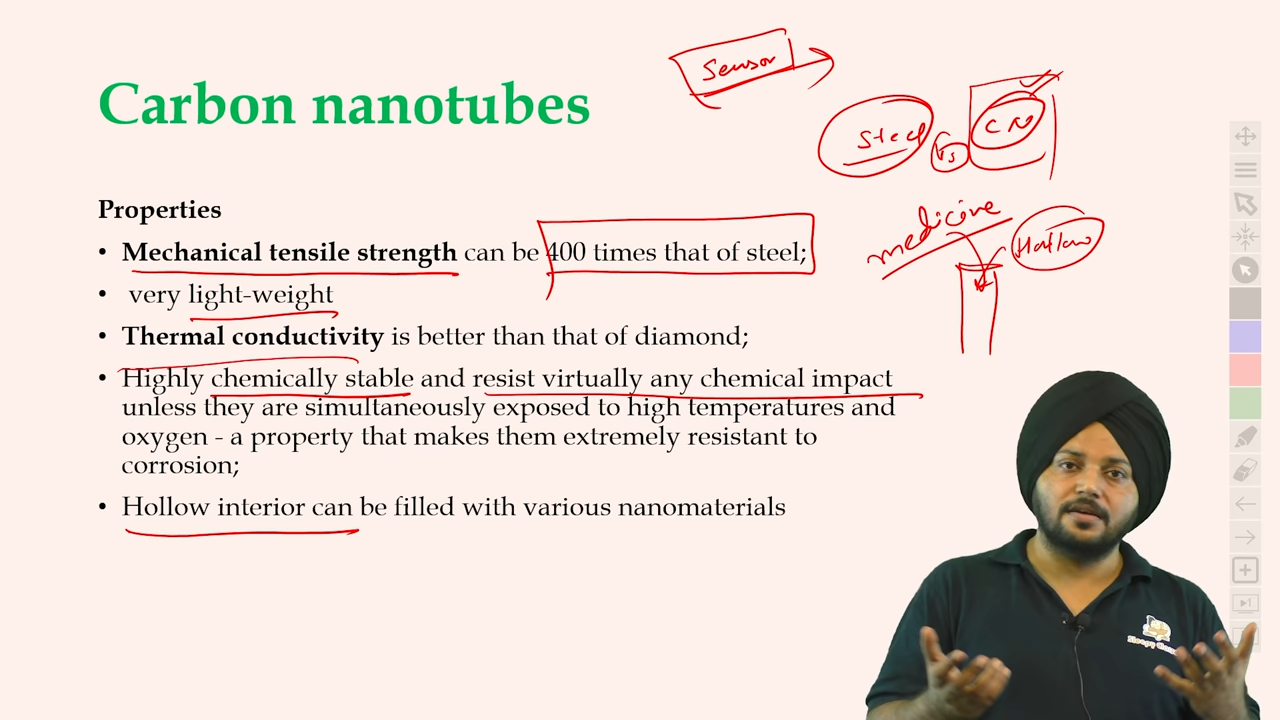 Sensor
Carbon nanotubes
Steel Vs CN
medicine
Hollow
Properties
• Mechanical tensile strength can be 400 times that of steel;
• very light-weight
• Thermal conductivity is better than that of diamond;
• Highly chemically stable and resist virtually any chemical impact
unless they are simultaneously exposed to high temperatures and
oxygen - a property that makes them extremely resistant to
corrosion;
• Hollow interior can be filled with various nanomaterials